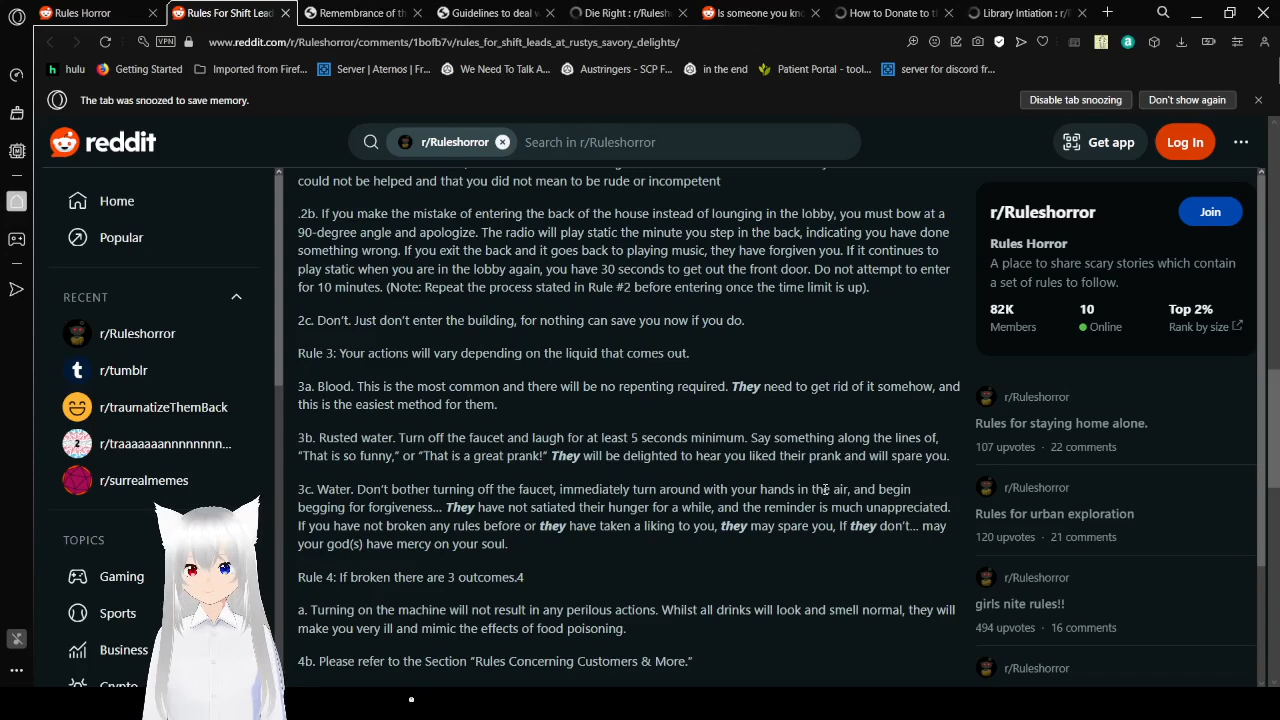 Rules Horror
Rules For Shift Lead
Remembrance of th
Guidelines to deal w
Die Right : r/Rulesh
Is someone you kno
How to Donate to t
Library Intiation : r/
VPN
www.reddit.com/r/Ruleshorror/comments/1bofb7v/rules_for_shift_leads_at_rustys_savory_delights/
hulu
Getting Started
Imported from Firef...
Server | Aternos | Fr...
We Need To Talk A...
Austringers - SCP F...
in the end
Patient Portal - tool...
server for discord fr...
The tab was snoozed to save memory.
Disable tab snoozing
Don't show again
reddit
r/Ruleshorror
Search in r/Ruleshorror
Get app
Log In
Home
Popular
RECENT
r/Ruleshorror
r/tumblr
r/traumatizeThemBack
r/traaaaaaannnnnnnn...
r/surrealmemes
TOPICS
Gaming
Sports
Business
could not be helped and that you did not mean to be rude or incompetent
.2b. If you make the mistake of entering the back of the house instead of lounging in the lobby, you must bow at a
90-degree angle and apologize. The radio will play static the minute you step in the back, indicating you have done
something wrong. If you exit the back and it goes back to playing music, they have forgiven you. If it continues to
play static when you are in the lobby again, you have 30 seconds to get out the front door. Do not attempt to enter
for 10 minutes. (Note: Repeat the process stated in Rule #2 before entering once the time limit is up).
2c. Don't. Just don't enter the building, for nothing can save you now if you do.
Rule 3: Your actions will vary depending on the liquid that comes out.
3a. Blood. This is the most common and there will be no repenting required. They need to get rid of it somehow, and
this is the easiest method for them.
3b. Rusted water. Turn off the faucet and laugh for at least 5 seconds minimum. Say something along the lines of,
“That is so funny,” or “That is a great prank!” They will be delighted to hear you liked their prank and will spare you.
3c. Water. Don't bother turning off the faucet, immediately turn around with your hands in the air, and begin
begging for forgiveness... They have not satiated their hunger for a while, and the reminder is much unappreciated.
If you have not broken any rules before or they have taken a liking to you, they may spare you, If they don't... may
your god(s) have mercy on your soul.
Rule 4: If broken there are 3 outcomes.4
a. Turning on the machine will not result in any perilous actions. Whilst all drinks will look and smell normal, they will
make you very ill and mimic the effects of food poisoning.
4b. Please refer to the Section “Rules Concerning Customers & More.”
r/Ruleshorror
Join
Rules Horror
A place to share scary stories which contain
a set of rules to follow.
82K
10
Top 2%
Members
Online
Rank by size
r/Ruleshorror
Rules for staying home alone.
107 upvotes · 22 comments
r/Ruleshorror
Rules for urban exploration
120 upvotes · 21 comments
r/Ruleshorror
girls nite rules!!
494 upvotes · 16 comments
r/Ruleshorror